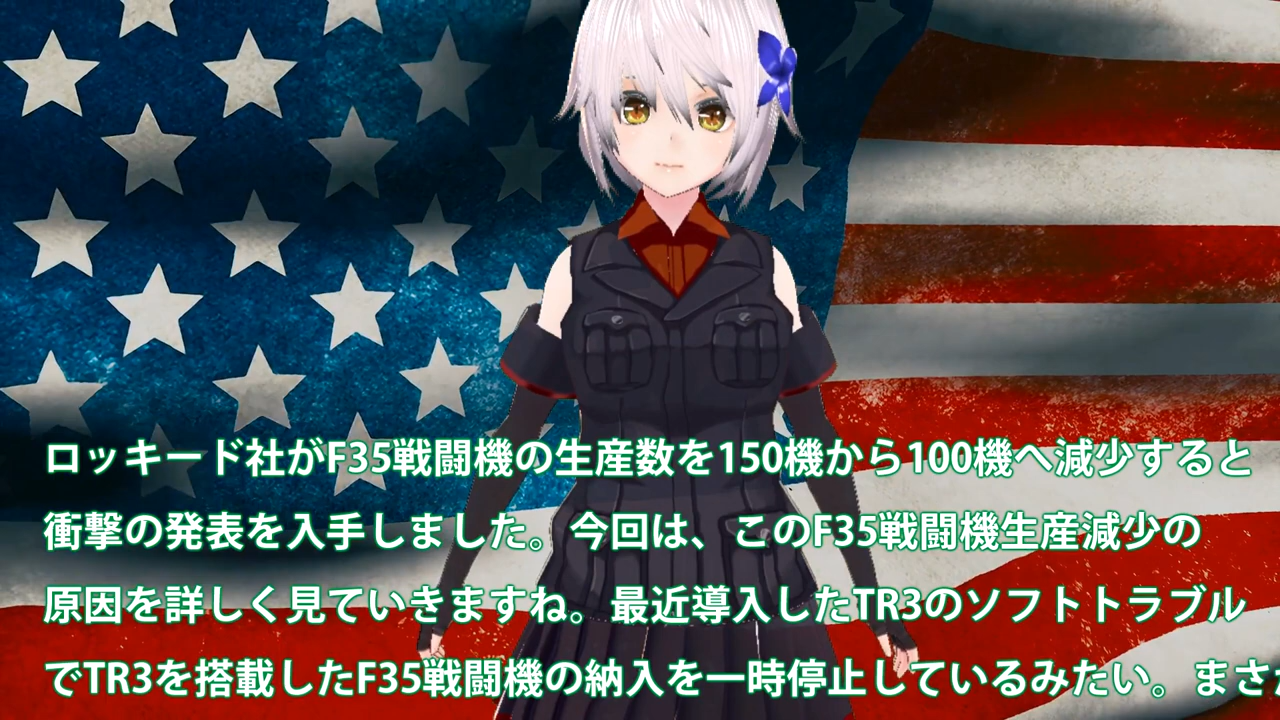 ロッキード社がF35戦闘機の生産数を150機から100機へ減少すると
衝撃の発表を入手しました。今回は、このF35戦闘機生産減少の
原因を詳しく見ていきますね。最近導入したTR3のソフトトラブル
でTR3を搭載したF35戦闘機の納入を一時停止しているみたい。まさか